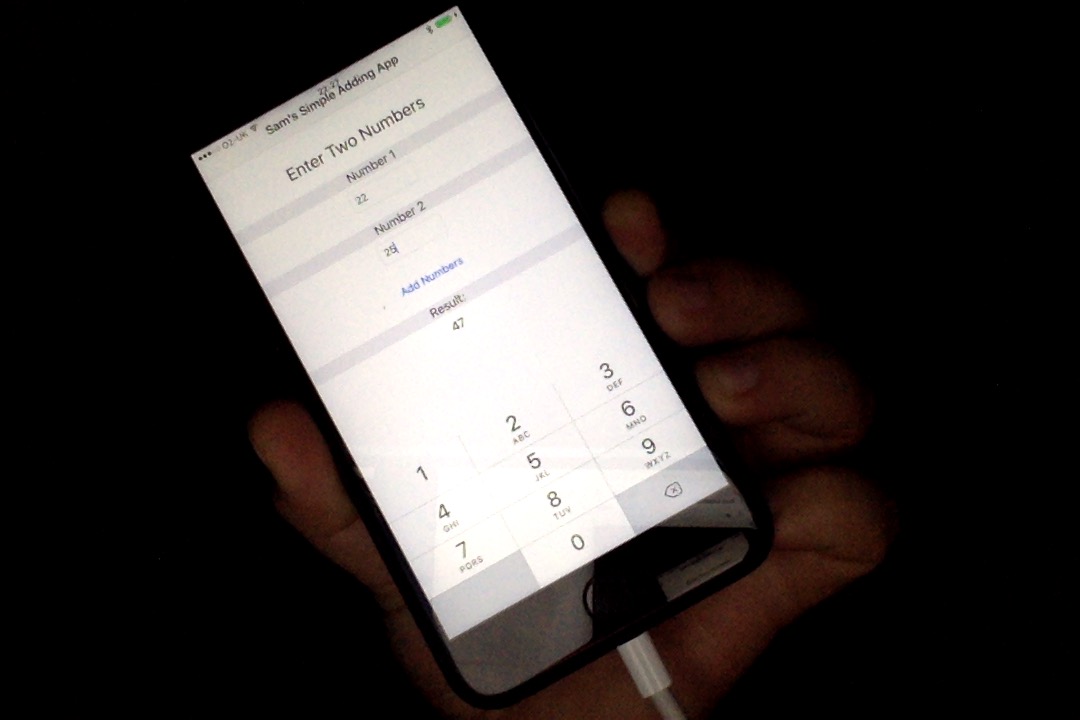 O2-UK 22:27
Sam's Simple Adding App
Enter Two Numbers
Number 1
22
Number 2
25
Add Numbers
Result:
47
1
2 ABC
3 DEF
4 GHI
5 JKL
6 MNO
7 PQRS
8 TUV
9 WXYZ
0